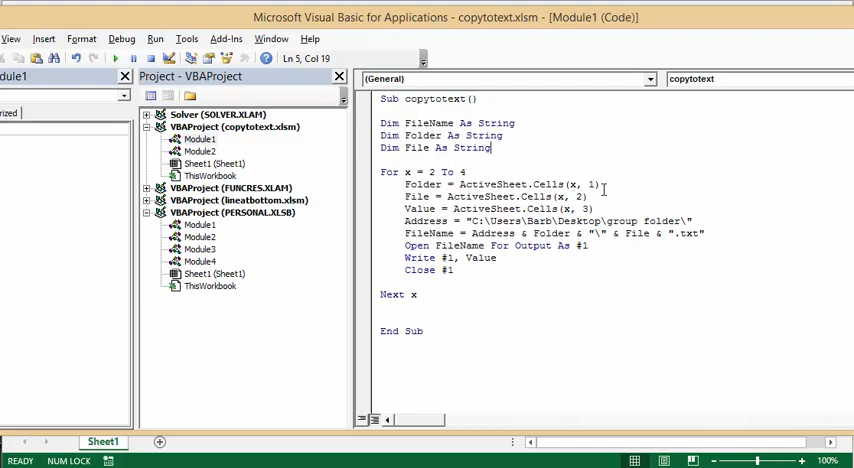 Microsoft Visual Basic for Applications - copytotext.xlsm - [Module1 (Code)]
View Insert Format Debug Run Tools Add-Ins Window Help
Ln 5, Col 19
Project - VBAProject
(General) copytotext
Solver (SOLVER.XLAM)
VBAProject (copytotext.xlsm)
Module1
Module2
Sheet1 (Sheet1)
ThisWorkbook
VBAProject (FUNCRES.XLAM)
VBAProject (lineatbottom.xlsm)
VBAProject (PERSONAL.XLSB)
Module1
Module2
Module3
Module4
Sheet1 (Sheet1)
ThisWorkbook
Sub copytotext()
Dim FileName As String
Dim Folder As String
Dim File As String
For x = 2 To 4
Folder = ActiveSheet.Cells(x, 1)
File = ActiveSheet.Cells(x, 2)
Value = ActiveSheet.Cells(x, 3)
Address = "C:\Users\Barb\Desktop\group folder\"
FileName = Address & Folder & "\" & File & ".txt"
Open FileName For Output As #1
Write #1, Value
Close #1
Next x
End Sub
Sheet1
READY NUM LOCK 100%